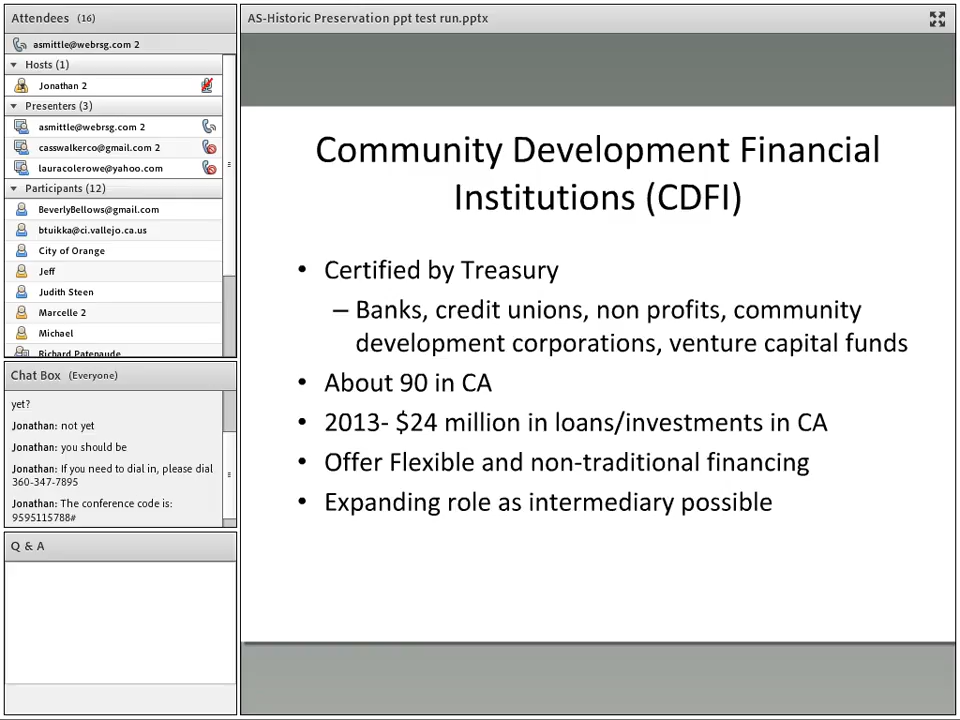 Attendees (16)
asmittle@webrsg.com 2
Hosts (1)
Jonathan 2
Presenters (3)
asmittle@webrsg.com 2
casswalkerco@gmail.com 2
lauracolerowe@yahoo.com
Participants (12)
BeverlyBellows@gmail.com
btuikka@ci.vallejo.ca.us
City of Orange
Jeff
Judith Steen
Marcelle 2
Michael
Richard Patenaude
Chat Box (Everyone)
yet?
Jonathan: not yet
Jonathan: you should be
Jonathan: If you need to dial in, please dial
360-347-7895
Jonathan: The conference code is:
9595115788#
Q & A
AS-Historic Preservation ppt test run.pptx
Community Development Financial
Institutions (CDFI)
• Certified by Treasury
– Banks, credit unions, non profits, community
development corporations, venture capital funds
• About 90 in CA
• 2013- $24 million in loans/investments in CA
• Offer Flexible and non-traditional financing
• Expanding role as intermediary possible